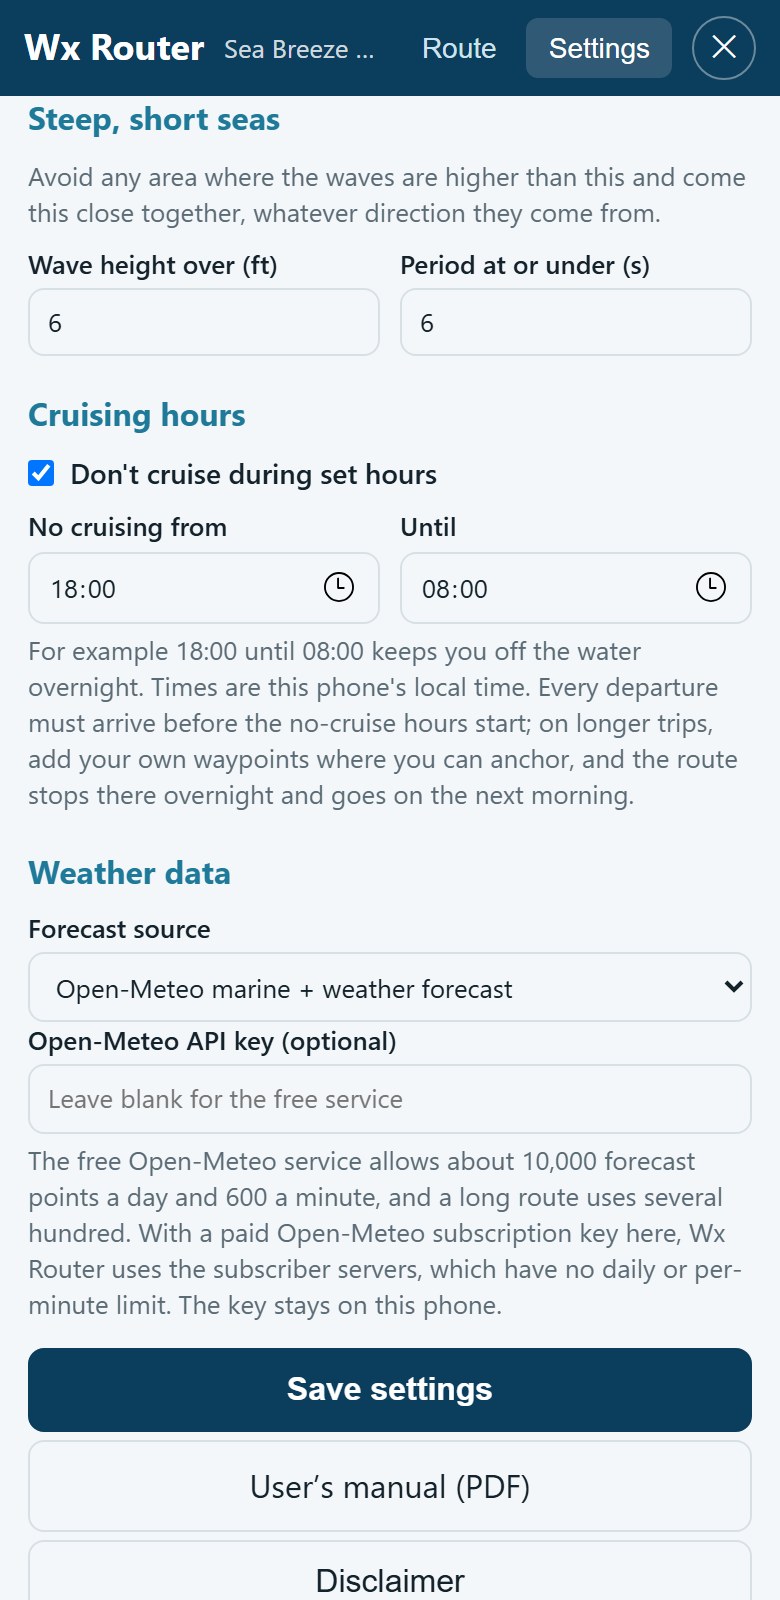 Wx Router Sea Breeze ... Route Settings
Steep, short seas
Avoid any area where the waves are higher than this and come
this close together, whatever direction they come from.
Wave height over (ft) Period at or under (s)
6 6
Cruising hours
Don't cruise during set hours
No cruising from Until
18:00 08:00
For example 18:00 until 08:00 keeps you off the water
overnight. Times are this phone's local time. Every departure
must arrive before the no-cruise hours start; on longer trips,
add your own waypoints where you can anchor, and the route
stops there overnight and goes on the next morning.
Weather data
Forecast source
Open-Meteo marine + weather forecast
Open-Meteo API key (optional)
Leave blank for the free service
The free Open-Meteo service allows about 10,000 forecast
points a day and 600 a minute, and a long route uses several
hundred. With a paid Open-Meteo subscription key here, Wx
Router uses the subscriber servers, which have no daily or per-
minute limit. The key stays on this phone.
Save settings
User’s manual (PDF)
Disclaimer